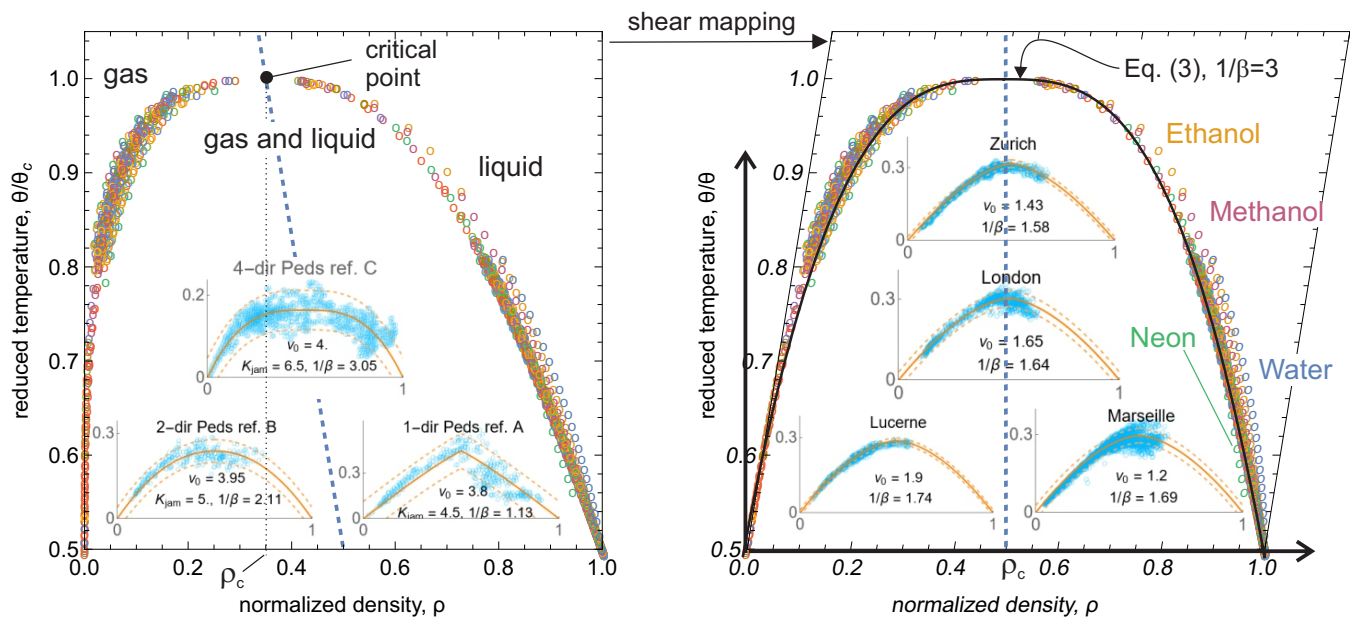 shear mapping
gas
critical
point
gas and liquid
liquid
reduced temperature, θ/θc
1.0
0.9
0.8
0.7
0.6
0.5
4-dir Peds ref. C
0.2
v0 = 4.
Kjam = 6.5, 1/β = 3.05
0
0
1
2-dir Peds ref. B
0.3
v0 = 3.95
Kjam = 5., 1/β = 2.11
0
0
1
1-dir Peds ref. A
0.3
v0 = 3.8
Kjam = 4.5, 1/β = 1.13
0
0
1
0.0
0.2
ρc
0.4
0.6
0.8
1.0
normalized density, ρ
Eq. (3), 1/β=3
reduced temperature, θ/θ
1.0
0.9
0.8
0.7
0.6
0.5
Ethanol
Methanol
Neon
Water
Zurich
0.3
v0 = 1.43
1/β = 1.58
0
0
1
London
0.3
v0 = 1.65
1/β = 1.64
0
0
1
Lucerne
0.3
v0 = 1.9
1/β = 1.74
0
0
1
Marseille
0.3
v0 = 1.2
1/β = 1.69
0
0
1
0.0
0.2
0.4
ρc
0.6
0.8
1.0
normalized density, ρ